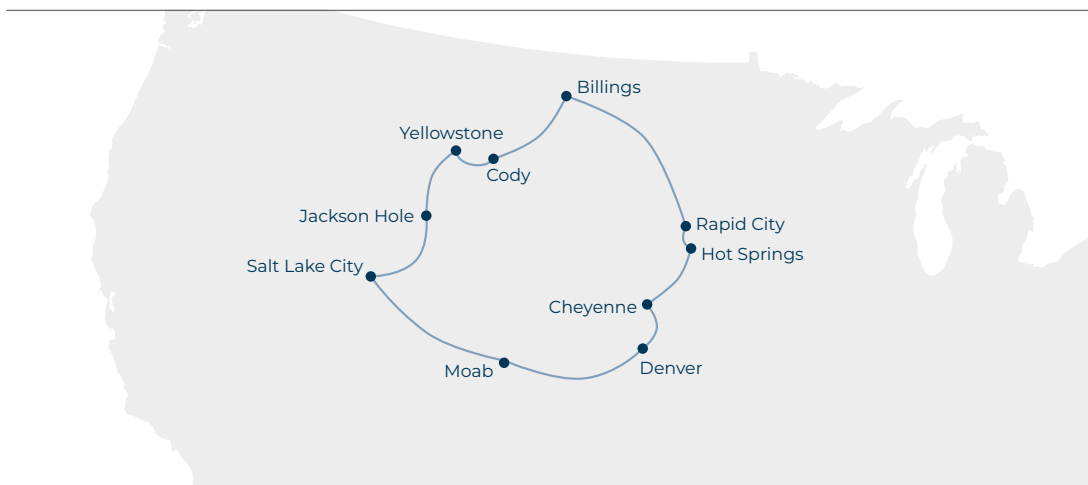 Billings
Yellowstone
Cody
Jackson Hole
Rapid City
Hot Springs
Salt Lake City
Cheyenne
Denver
Moab